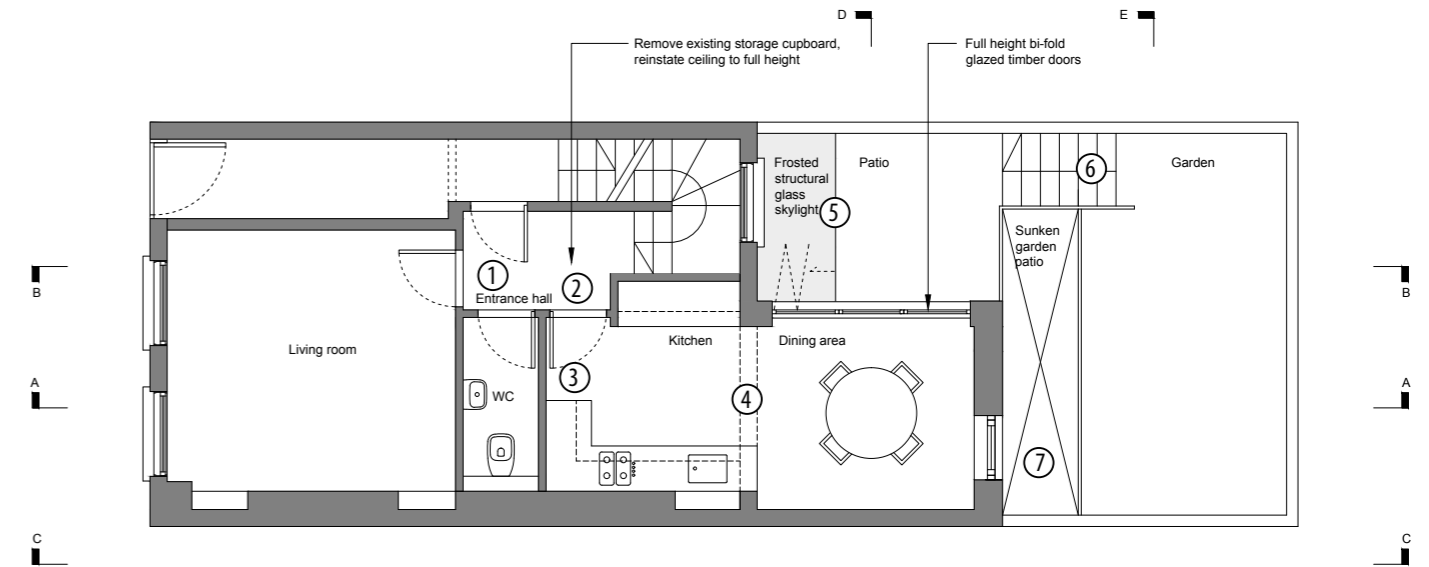 D
E
Remove existing storage cupboard,
reinstate ceiling to full height
Full height bi-fold
glazed timber doors
Frosted
structural
glass
skylight
5
Patio
6
Garden
Sunken
garden
patio
B
B
1
2
Entrance hall
Living room
Kitchen
Dining area
3
WC
4
A
A
7
C
C